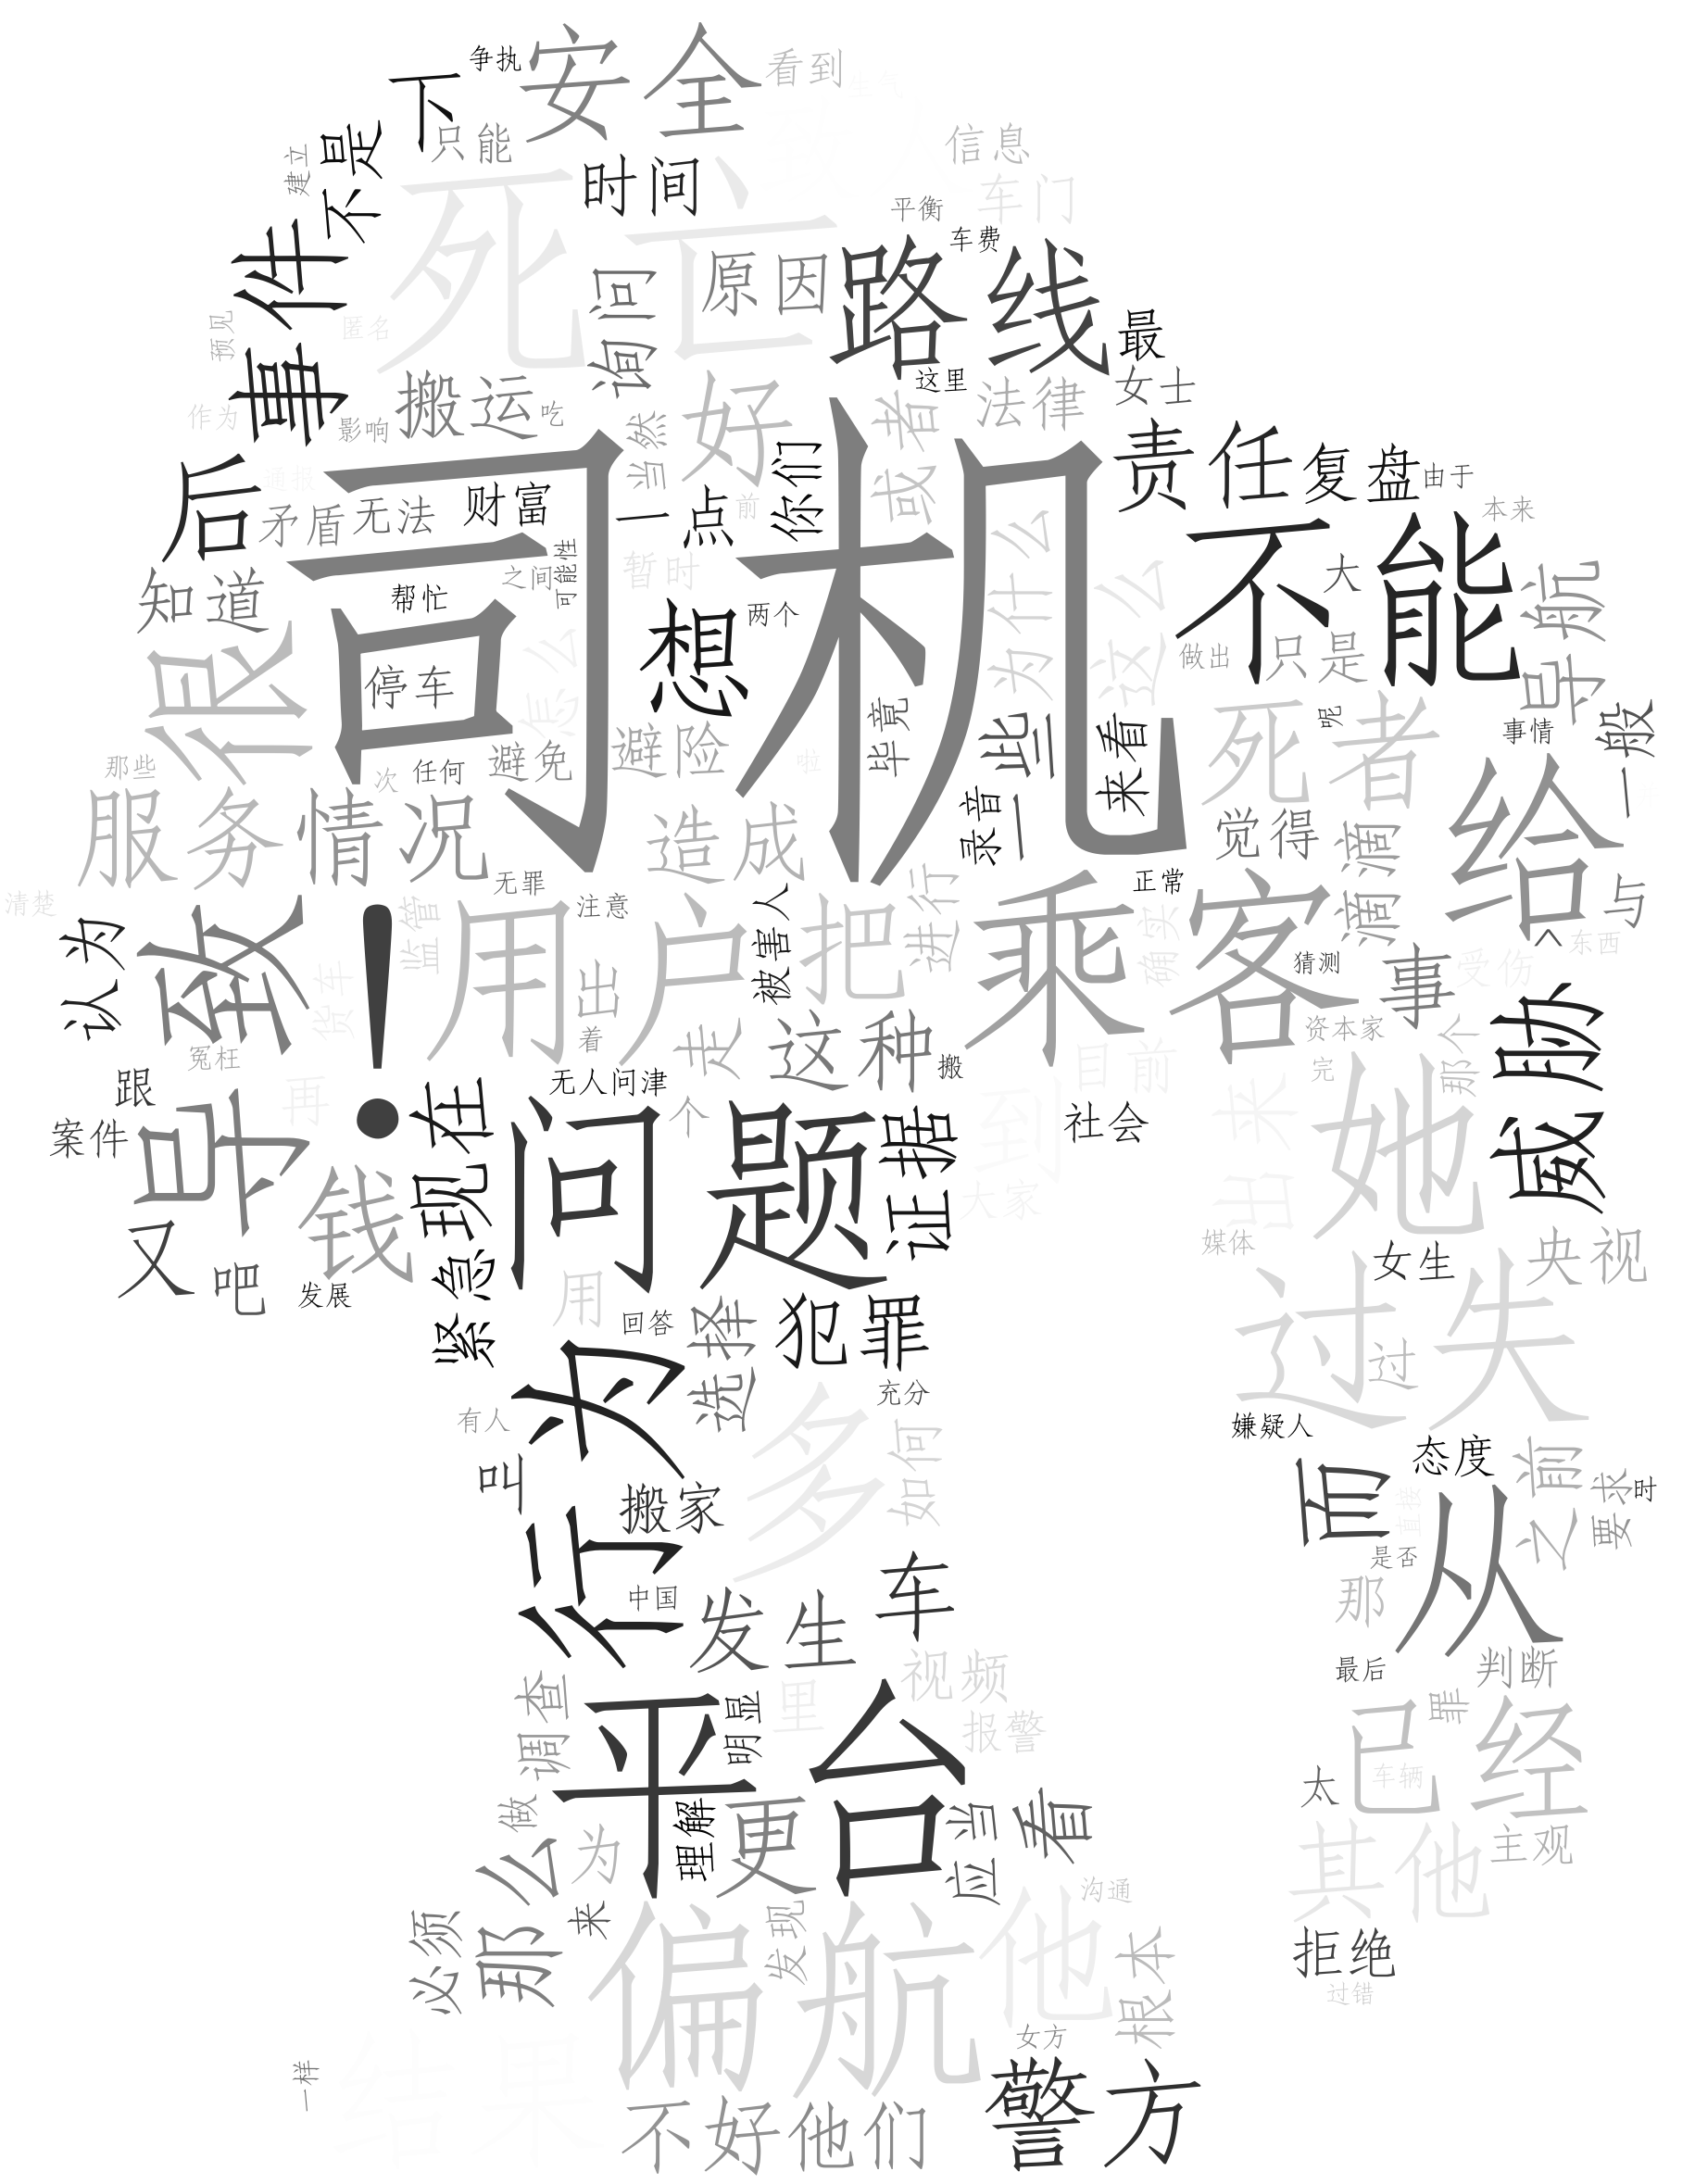 争执
安全
看到
生气
下
只能
不是
建立
时间
信息
车门
死亡
平衡
车费
事件
询问
原因
路线
最
预见
匿名
搬运
吃
好
这里
法律
女士
作为
影响
当然
或者
你们
责任
复盘
由于
后
通报
矛盾
无法
财富
一点
前
本来
司机
不能
知道
帮忙
之间
可能性
暂时
想
两个
为什么
这么
大
导航
很
停车
怎么
做出
只是
避免
避险
啦
毕竟
一些
来看
死者
呢
事情
一般
那些
次
任何
服务
情况
造成
录音
觉得
滴滴
给
清楚
无罪
注意
正常
与
认为
导致
!
监管
用户
出
被害人
把
进行
乘客
确实
猜测
事
受伤
东西
货车
着
走
这种
搬
资本家
威胁
冤枉
跟
再
无人问津
目前
完
那个
案件
现在
问题
个
证据
到
社会
她
出来
大家
又
吧
钱
发展
媒体
女生
央视
紧急
用
回答
选择
犯罪
过失
过
行为
充分
有人
多
如何
嫌疑人
态度
叫
搬家
而
直接
从
之前
要求
时
中国
发生
车
是否
那
视频
最后
判断
调查
平台
明显
里
报警
已经
罪
太
车辆
做
那么
为
理解
更
应当
看
其他
主观
必须
来
偏航
发现
他
沟通
根本
拒绝
过错
女方
一样
结果
不好
他们
警方